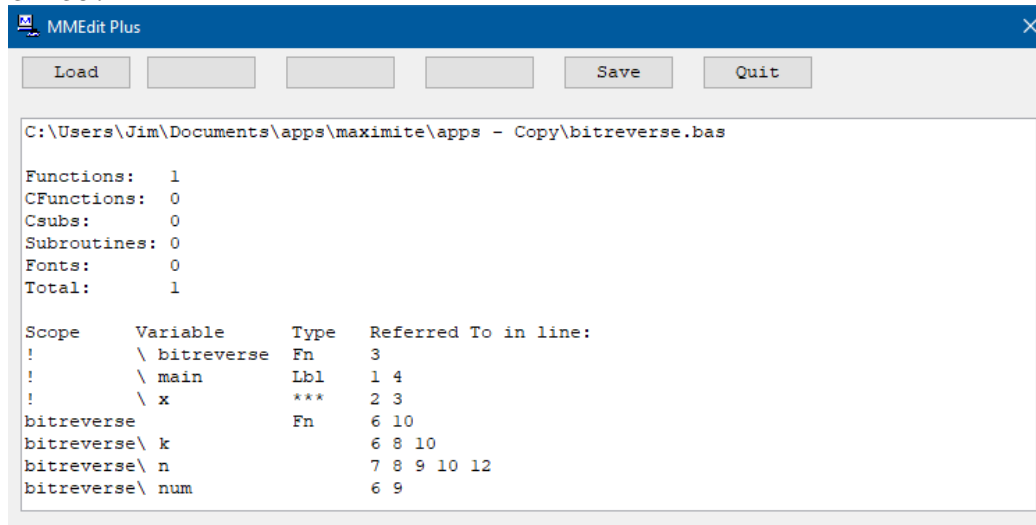 MMEdit Plus
Load Save Quit
C:\Users\Jim\Documents\apps\maximite\apps - Copy\bitreverse.bas
Functions: 1
CFunctions: 0
Csubs: 0
Subroutines: 0
Fonts: 0
Total: 1
Scope Variable Type Referred To in line:
! \ bitreverse Fn 3
! \ main Lbl 1 4
! \ x *** 2 3
bitreverse Fn 6 10
bitreverse\ k 6 8 10
bitreverse\ n 7 8 9 10 12
bitreverse\ num 6 9